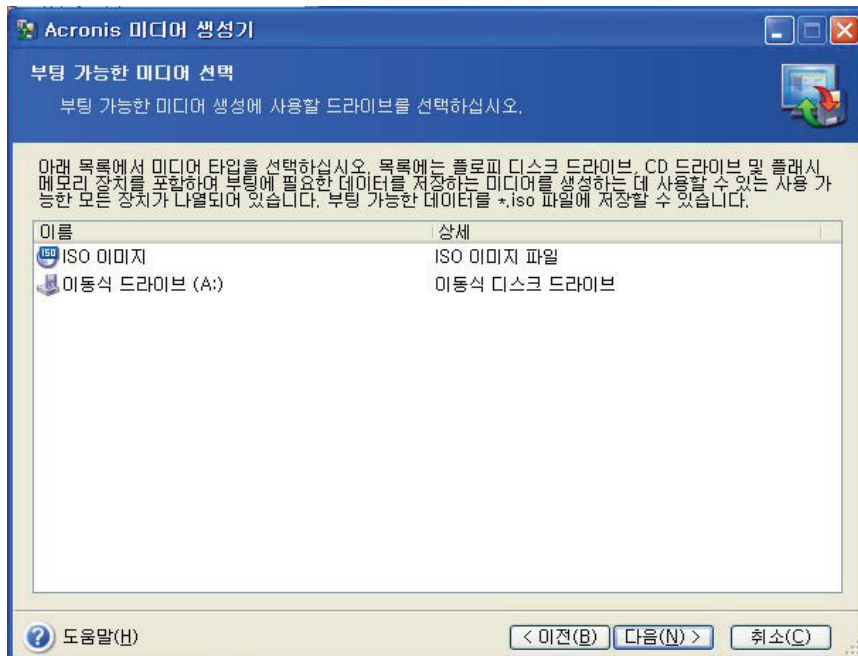 Acronis 미디어 생성기
부팅 가능한 미디어 선택
부팅 가능한 미디어 생성에 사용할 드라이브를 선택하십시오.
아래 목록에서 미디어 타입을 선택하십시오. 목록에는 플로피 디스크 드라이브, CD 드라이브 및 플래시
메모리 장치를 포함하여 부팅에 필요한 데이터를 저장하는 미디어를 생성하는 데 사용할 수 있는 사용 가
능한 모든 장치가 나열되어 있습니다. 부팅 가능한 데이터를 *.iso 파일에 저장할 수 있습니다.
이름 상세
ISO ISO 이미지 ISO 이미지 파일
이동식 드라이브 (A:) 이동식 디스크 드라이브
도움말(H) < 이전(B) 다음(N) > 취소(C)